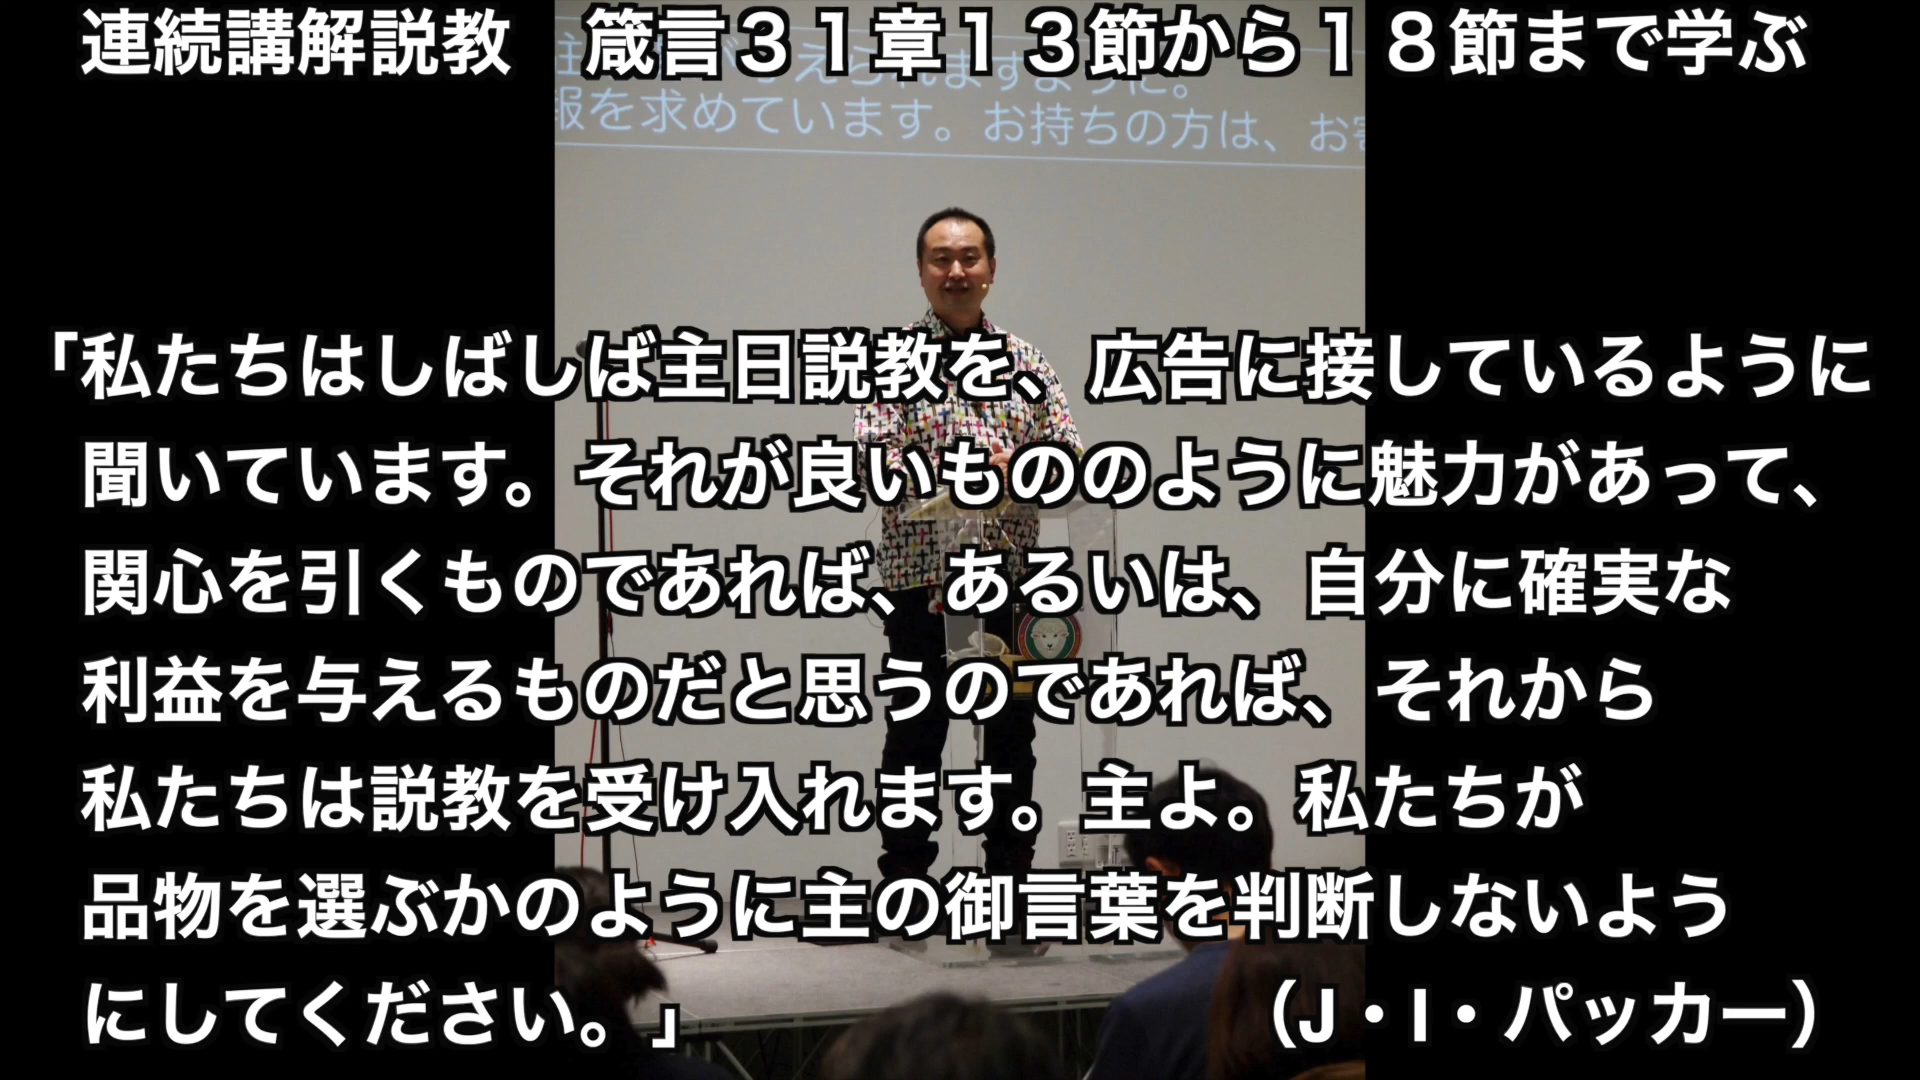 連続講解説教　箴言３１章１３節から１８節まで学ぶ
えられますように。
報を求めています。お持ちの方は、お
「私たちはしばしば主日説教を、広告に接しているように
聞いています。それが良いもののように魅力があって、
関心を引くものであれば、あるいは、自分に確実な
利益を与えるものだと思うのであれば、それから
私たちは説教を受け入れます。主よ。私たちが
品物を選ぶかのように主の御言葉を判断しないよう
にしてください。」　（J・I・パッカー）